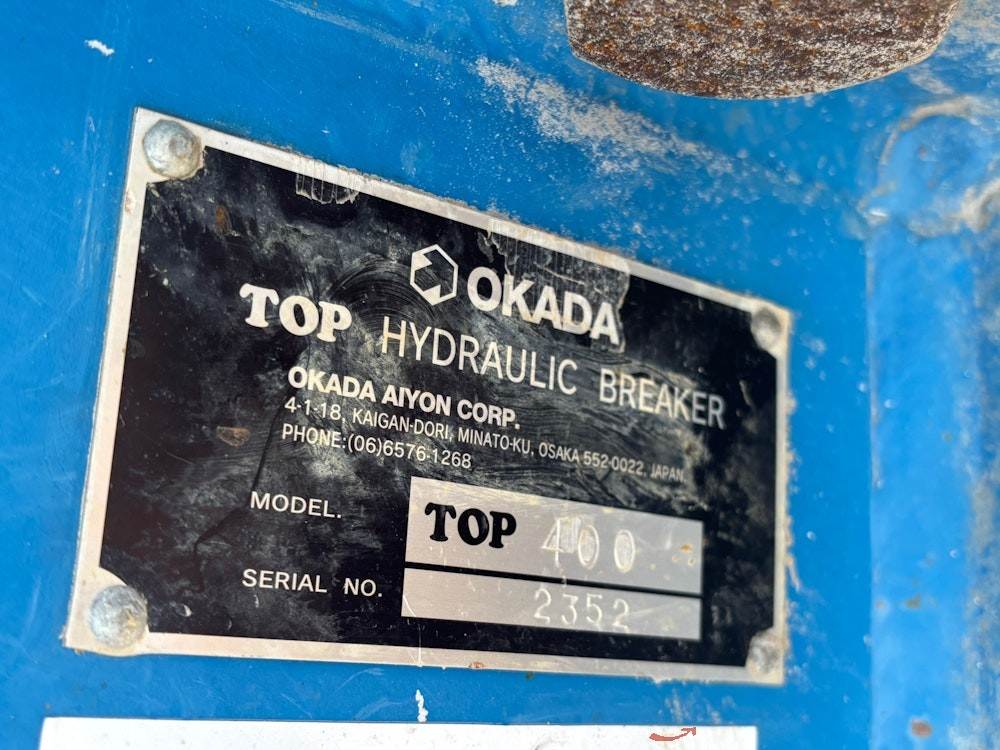 OKADA
TOP HYDRAULIC BREAKER
OKADA AIYON CORP.
4-1-18, KAIGAN-DORI, MINATO-KU, OSAKA 552-0022, JAPAN.
PHONE:(06)6576-1268
MODEL. TOP 400
SERIAL NO. 2352